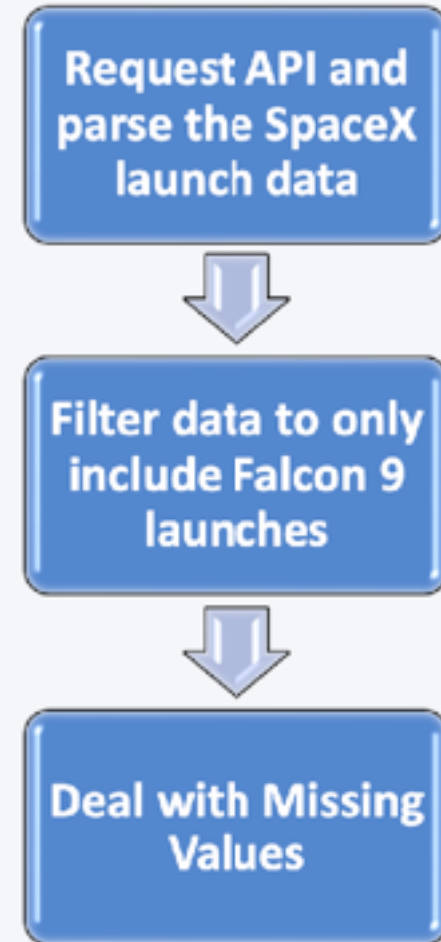 Request API and
parse the SpaceX
launch data
Filter data to only
include Falcon 9
launches
Deal with Missing
Values